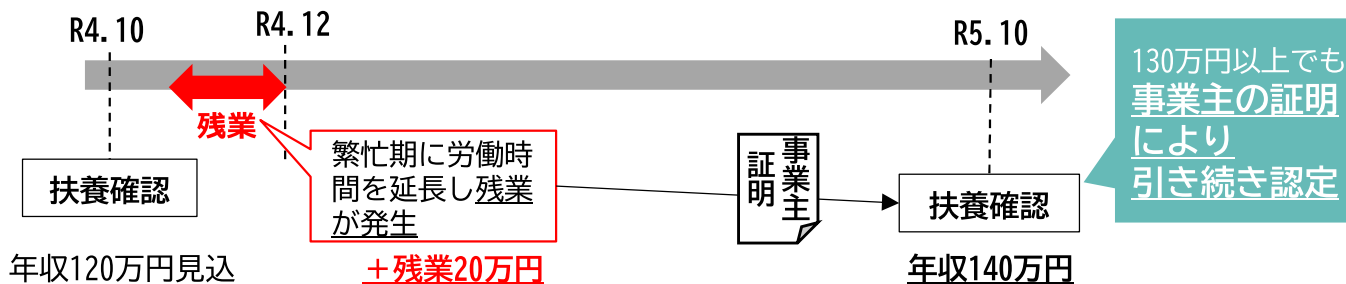 R4.10
R4.12
R5.10
残業
扶養確認
年収120万円見込
繁忙期に労働時
間を延長し残業
が発生
＋残業20万円
事業主
証明
扶養確認
年収140万円
130万円以上でも
事業主の証明
により
引き続き認定